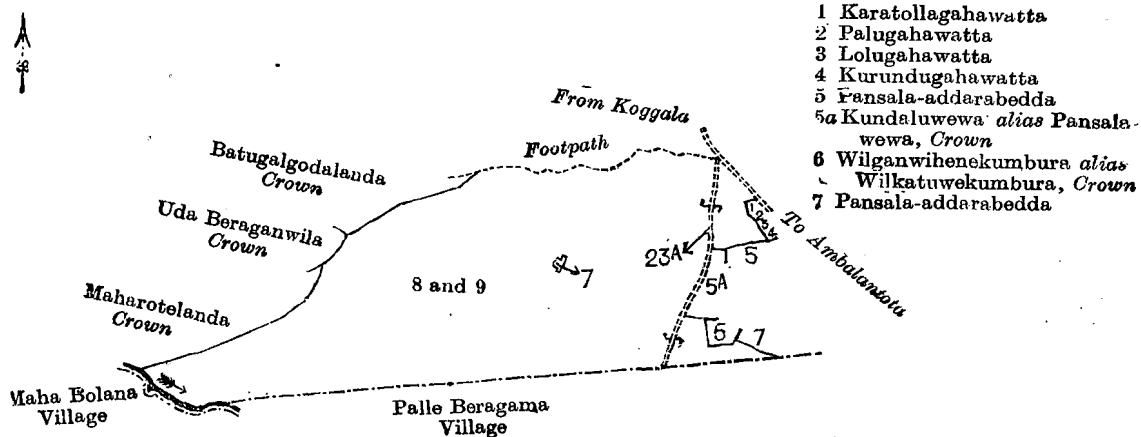 1 Karatollagahawatta
2 Palugahawatta
3 Lolugahawatta
4 Kurundugahawatta
5 Pansala-addarabedda
5a Kundaluwewa alias Pansala-
wewa, Crown
6 Wilganwihenekumbura alias
Wilkatuwekumbura, Crown
7 Pansala-addarabedda
From Koggala
Footpath
To Ambalantota
Batugalgodalanda
Crown
Uda Beraganwila
Crown
Maharotelanda
Crown
8 and 9
7
23A
5
5A
6 7
Maha Bolana
Village
Palle Beragama
Village